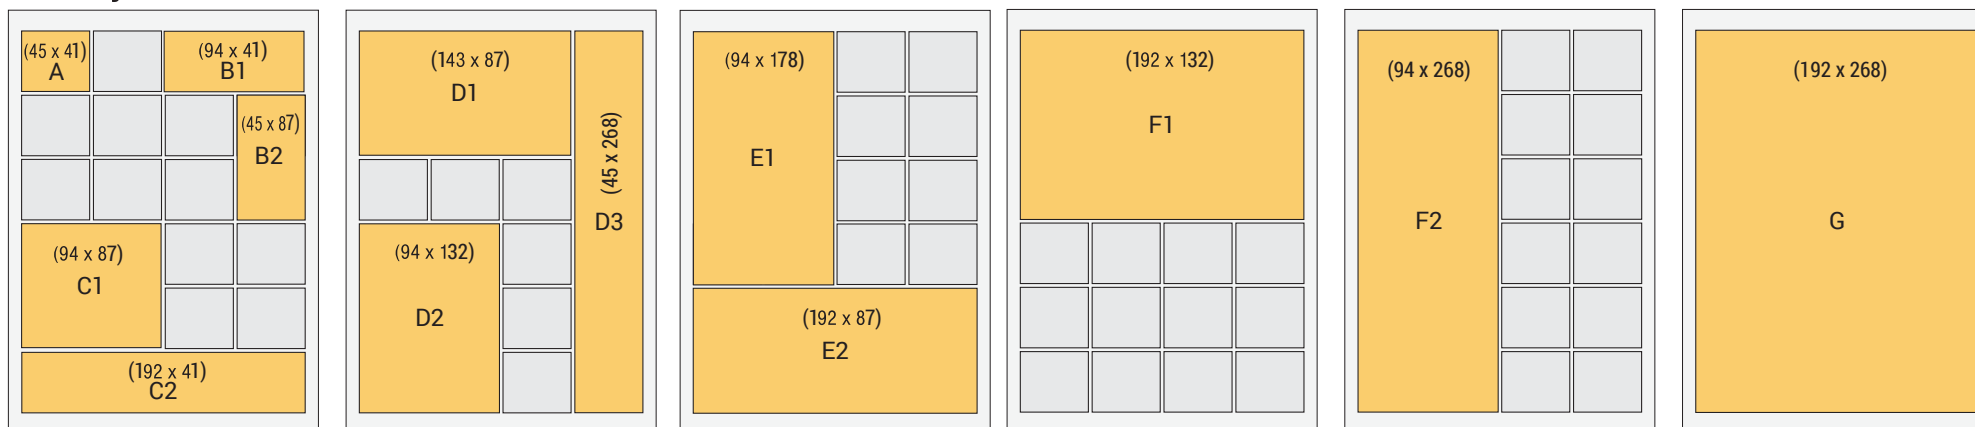 (45 x 41)
A
(94 x 41)
B1
(45 x 87)
B2
(94 x 87)
C1
(192 x 41)
C2
(143 x 87)
D1
(94 x 132)
D2
(45 x 268)
D3
(94 x 178)
E1
(192 x 87)
E2
(192 x 132)
F1
(94 x 268)
F2
(192 x 268)
G